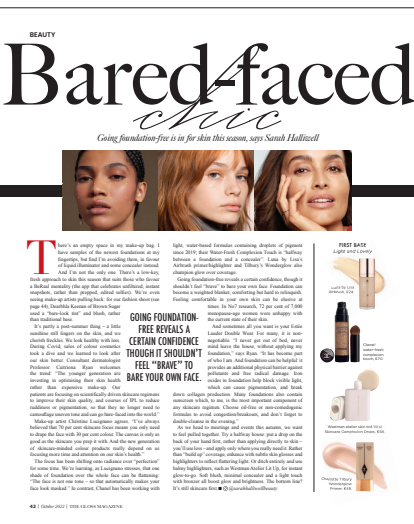 BEAUTY
Bared-faced
chic
Going foundation-free is in for skin this season, says Sarah Halliwell
There's an empty space in my make-up bag. I
have samples of the newest foundation at my
fingertips, but find I'm avoiding them, in favour
of liquid illuminator and some concealer instead.
And I'm not the only one. There's a low-key,
fresh approach to skin this season that suits those who favour
a BeReal mentality (the app that celebrates unfiltered, instant
snapshots, rather than prepped, edited selfies). We're even
seeing make-up artists pulling back: for our fashion shoot (see
page 44), Dearbhla Keenan of Brown Sugar
used a "bare-look tint" and blush, rather
than traditional base.
It's partly a post-summer thing – a little
sunshine still lingers on the skin, and we
cherish freckles. We look healthy with less.
During Covid, sales of colour cosmetics
took a dive and we learned to look after
our skin better. Consultant dermatologist
Professor Caitriona Ryan welcomes
the trend: "The younger generation are
investing in optimising their skin health
rather than expensive make-up. Our
patients are focusing on scientifically driven skincare regimens
to improve their skin quality, and courses of IPL to reduce
redness or pigmentation, so that they no longer need to
camouflage uneven tone and can go bare-faced into the world."
Make-up artist Christine Lucignano agrees. "I've always
believed that 70 per cent skincare focus means you only need
to drape the face with 30 per cent colour. The canvas is only as
good as the skincare you prep it with. And the new generation
of skincare-minded colour products really depend on us
focusing more time and attention on our skin's health."
The focus has been shifting onto radiance over "perfection"
for some time. We're learning, as Lucignano stresses, that one
shade of foundation over the whole face can be flattening:
"The face is not one tone – so that automatically makes your
face look masked." In contrast, Chanel has been working with
light, water-based formulas containing droplets of pigment
since 2019; their Water-Fresh Complexion Touch is "halfway
between a foundation and a concealer". Luna by Lisa's
Airbrush primer/highlighter and Tilbury's Wonderglow also
champion glow over coverage.
Going foundation-free reveals a certain confidence, though it
shouldn't feel "brave" to bare your own face. Foundation can
become a weighted blanket, comforting but hard to relinquish.
Feeling comfortable in your own skin can be elusive at
times. In No7 research, 72 per cent of 7,000
menopausal women were unhappy with
the current state of their skin.
And sometimes all you want is your Estée
Lauder Double Wear. For many, it is non-
negotiable. "I never get out of bed, never
mind leave the house, without applying my
foundation," says Ryan. "It has become part
of who I am. And foundation can be helpful: it
provides an additional physical barrier against
pollutants and free radical damage. Iron
oxides in foundation help block visible light,
which can cause pigmentation, and break
down collagen production. Many foundations also contain
sunscreen which, to me, is the most important component of
any skincare regimen. Choose oil-free or non-comedogenic
formulas to avoid congestion/breakouts, and don't forget to
double-cleanse in the evening."
As we head to meetings and events this autumn, we want
to feel pulled together. Try a halfway house: put a drop on the
back of your hand first, rather than applying directly to skin –
you'll use less – and apply only where you really need it. Rather
than "build up" coverage, enhance with subtle skin glosses and
highlighters to reflect flattering light. Or ditch entirely and use
balmy highlighters, such as Westman Atelier Lit Up, for instant
glow-to-go. Soft blush, minimal concealer and a light touch
with bronzer all boost glow and brightness. The bottom line?
It's still skincare first. ■ @sarahhalliwellbeauty
GOING FOUNDATION-
FREE REVEALS A
CERTAIN CONFIDENCE
THOUGH IT SHOULDN'T
FEEL "BRAVE" TO
BARE YOUR OWN FACE.
FIRST BASE
Light and Lovely
Airbrush, €24
Chanel
Water-Fresh
Complexion
Touch, €70
Westman Atelier Vital
Skincare Complexion Drops, €68
Charlotte Tilbury
Wonderglow
Primer, €49
42 | October 2022 | THE GLOSS MAGAZINE